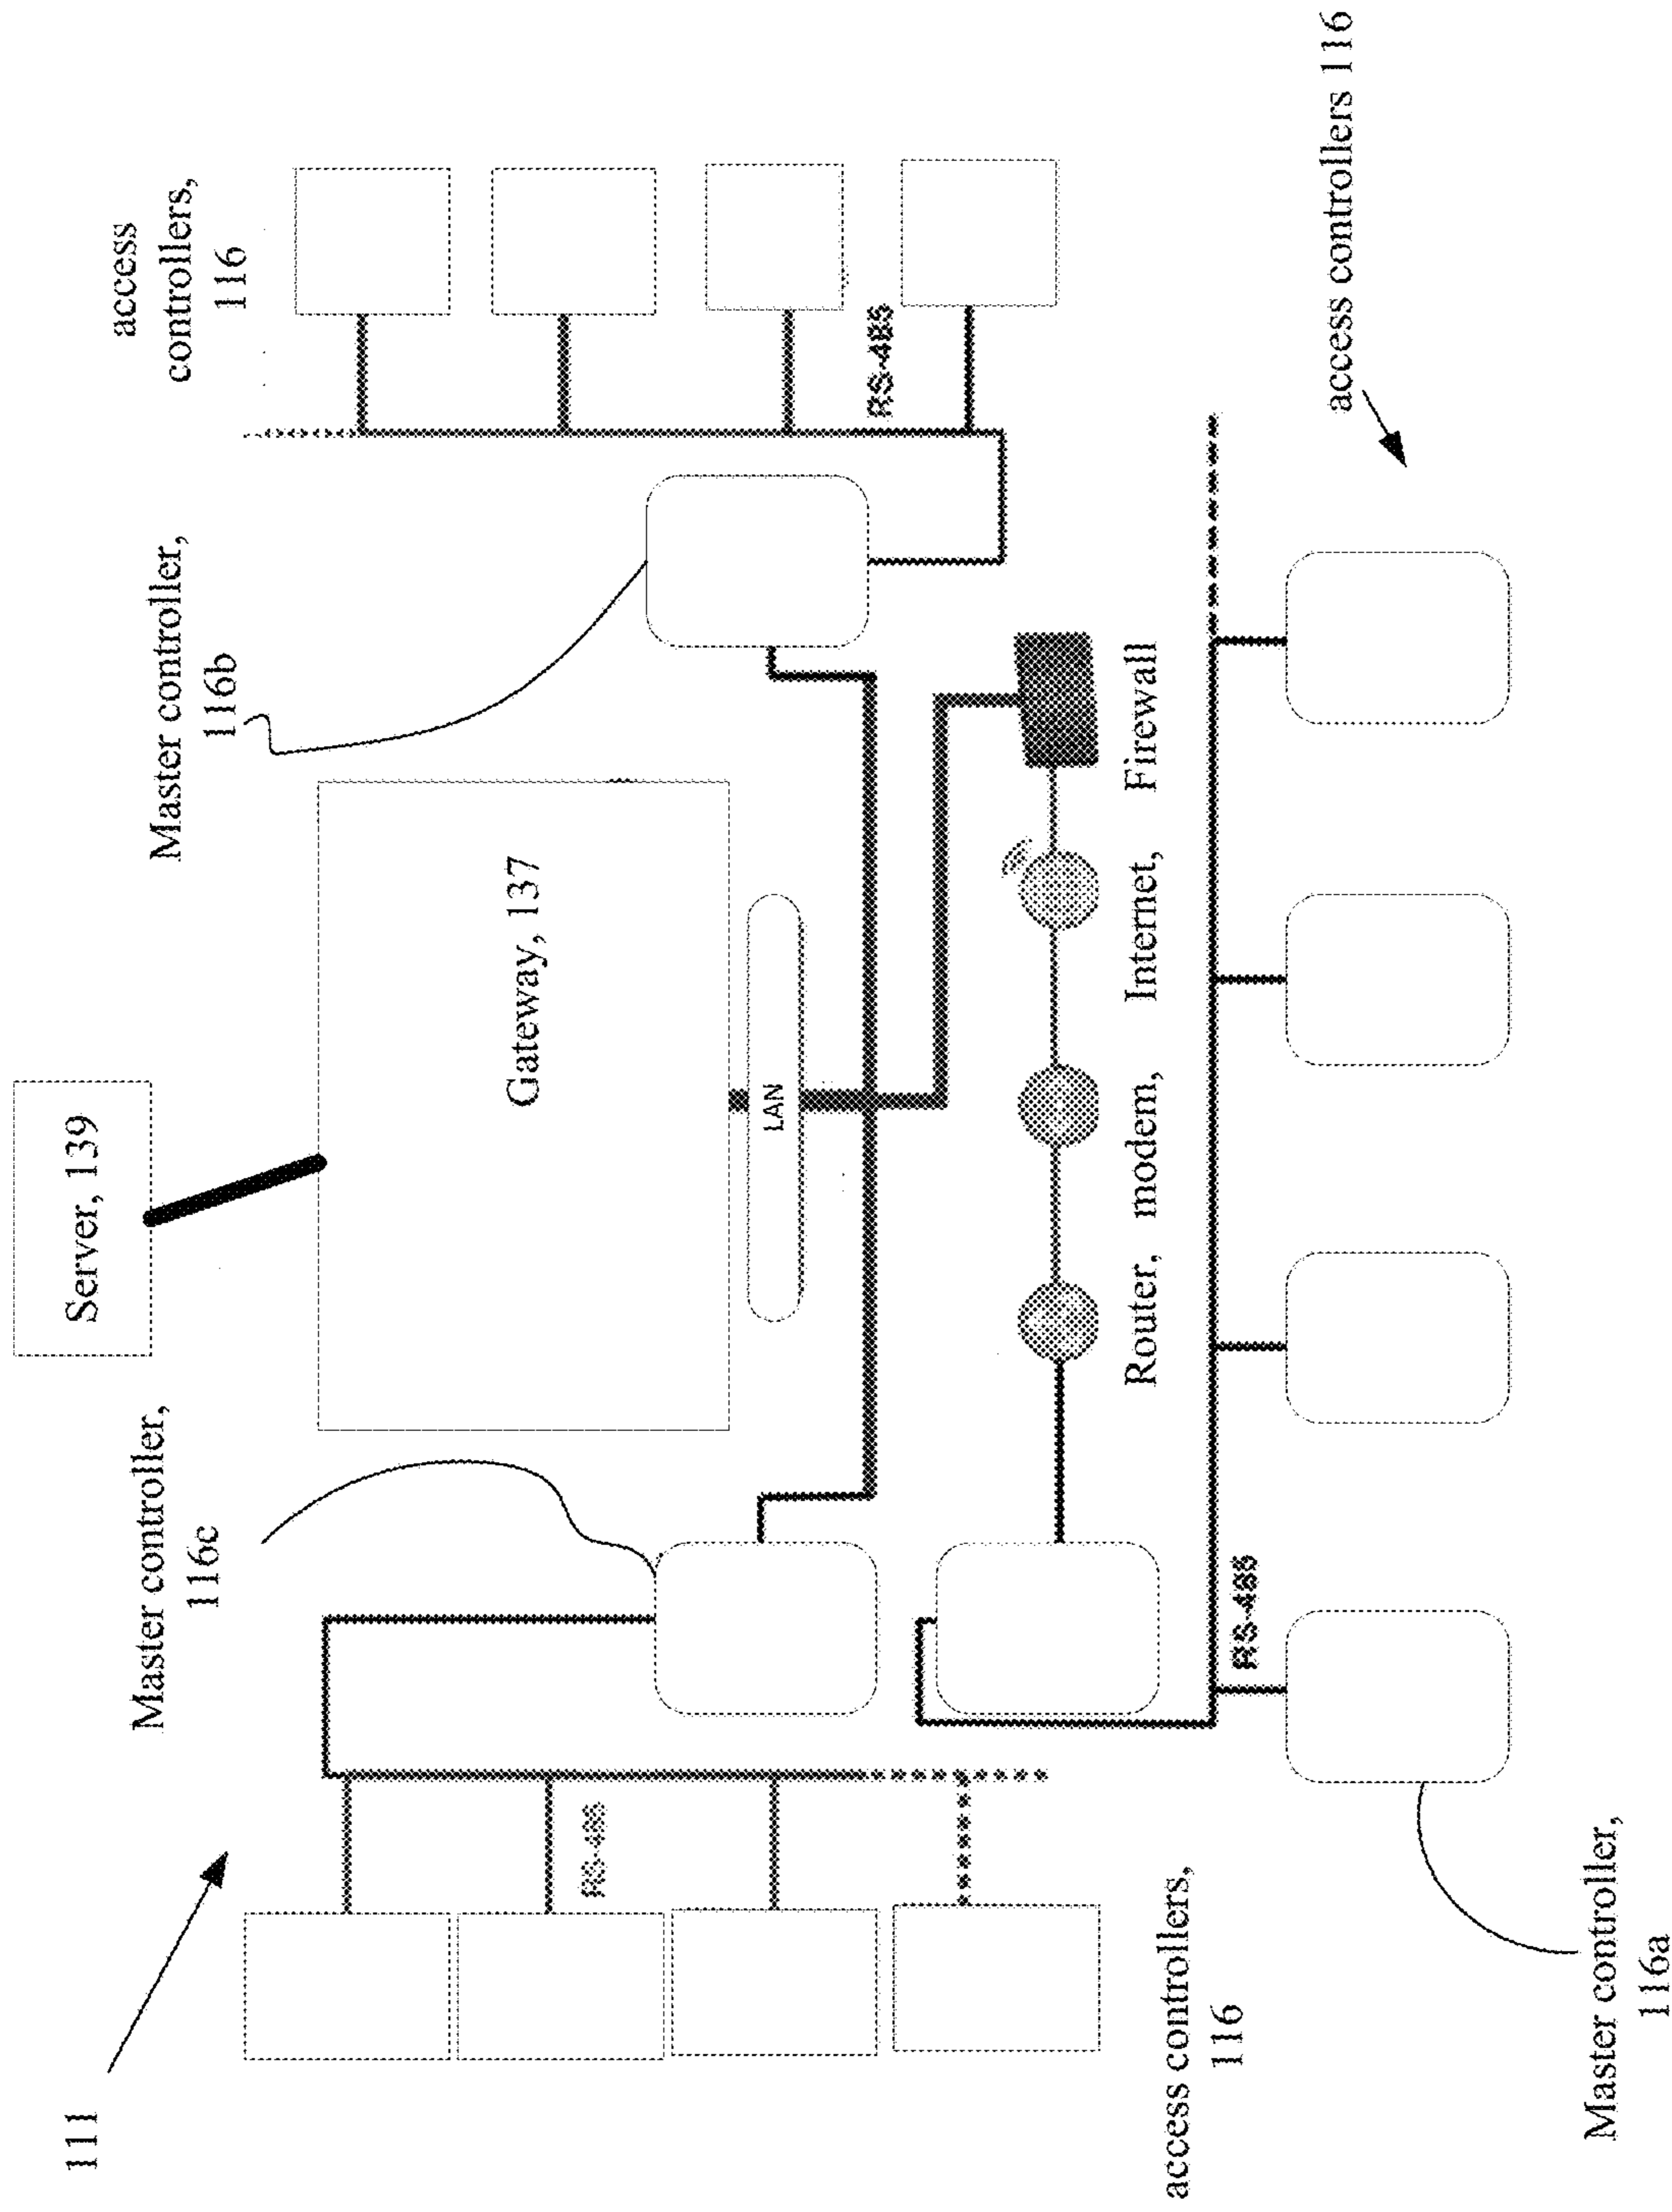 111
Server, 139
Master controller,
116c
Master controller,
116b
access
controllers,
116
Gateway, 137
LAN
RS-485
RS-485
Router, modem, Internet, Firewall
RS-485
access controllers,
116
access controllers 116
Master controller,
116a